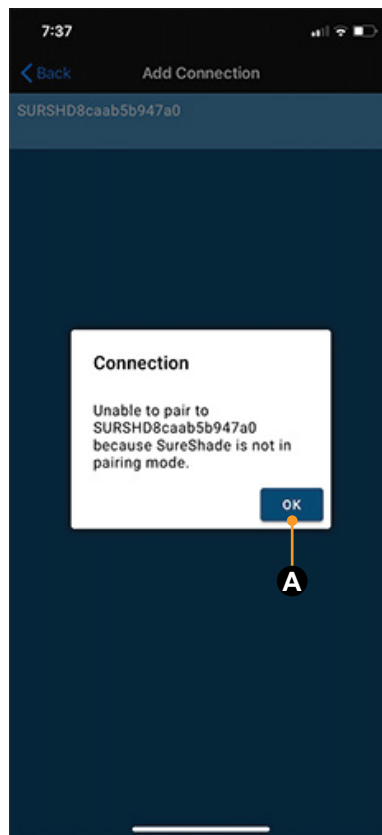 7:37
Back Add Connection
SURSHD8caab5b947a0
Connection
Unable to pair to
SURSHD8caab5b947a0
because SureShade is not in
pairing mode.
OK
A